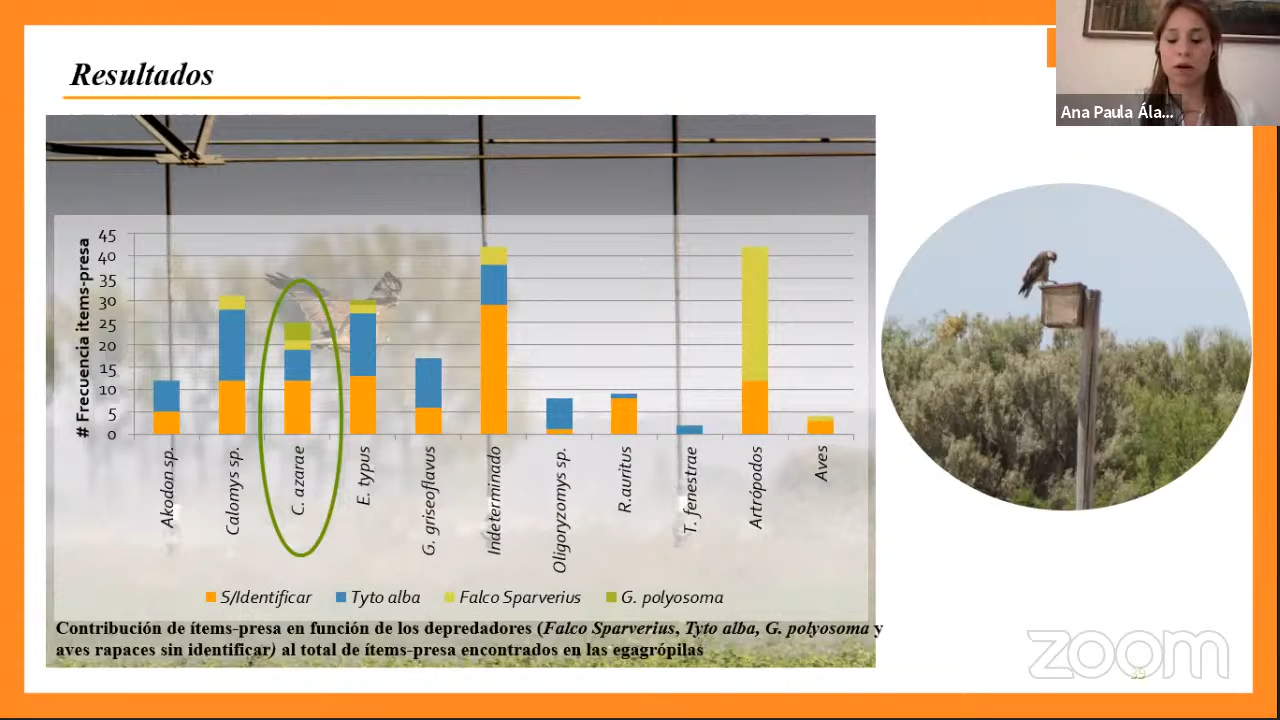 Resultados
Ana Paula Ála...
# Frecuencia items-presa
45
40
35
30
25
20
15
10
5
0
Akodon sp.
Calomys sp.
C. azarae
E. typus
G. griseoflavus
Indeterminado
Oligoryzomys sp.
R.auritus
T. fenestrae
Artrópodos
Aves
S/Identificar
Tyto alba
Falco Sparverius
G. polyosoma
Contribución de ítems-presa en función de los depredadores (Falco Sparverius, Tyto alba, G. polyosoma y
aves rapaces sin identificar) al total de ítems-presa encontrados en las egagrópilas
zoom
39